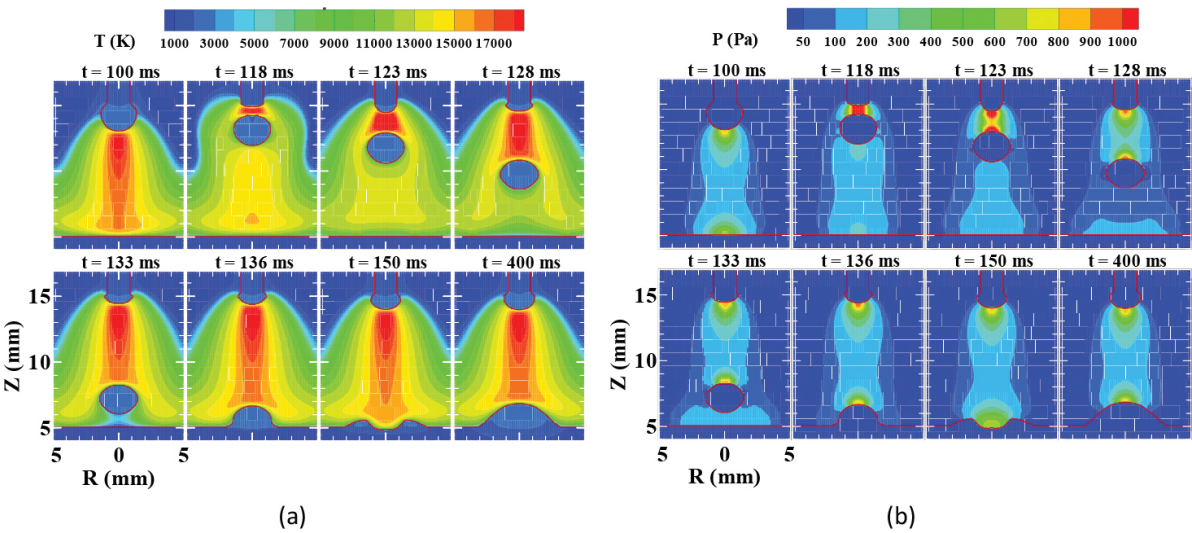 T (K)
1000 3000 5000 7000 9000 11000 13000 15000 17000
t = 100 ms t = 118 ms t = 123 ms t = 128 ms
t = 133 ms t = 136 ms t = 150 ms t = 400 ms
15
10
5
Z (mm)
5 0 5
R (mm)
(a)
P (Pa)
50 100 200 300 400 500 600 700 800 900 1000
t = 100 ms t = 118 ms t = 123 ms t = 128 ms
t = 133 ms t = 136 ms t = 150 ms t = 400 ms
15
10
5
Z (mm)
5 0 5
R (mm)
(b)